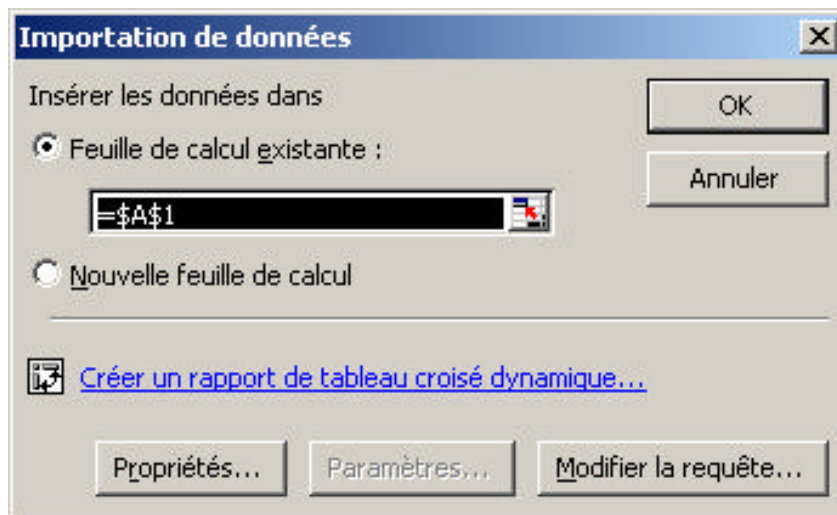 Importation de données
Insérer les données dans
OK
Feuille de calcul existante :
Annuler
=$A$1
Nouvelle feuille de calcul
Créer un rapport de tableau croisé dynamique...
Propriétés...
Paramètres...
Modifier la requête...